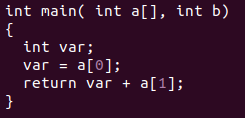 int main( int a[], int b)
{
  int var;
  var = a[0];
  return var + a[1];
}